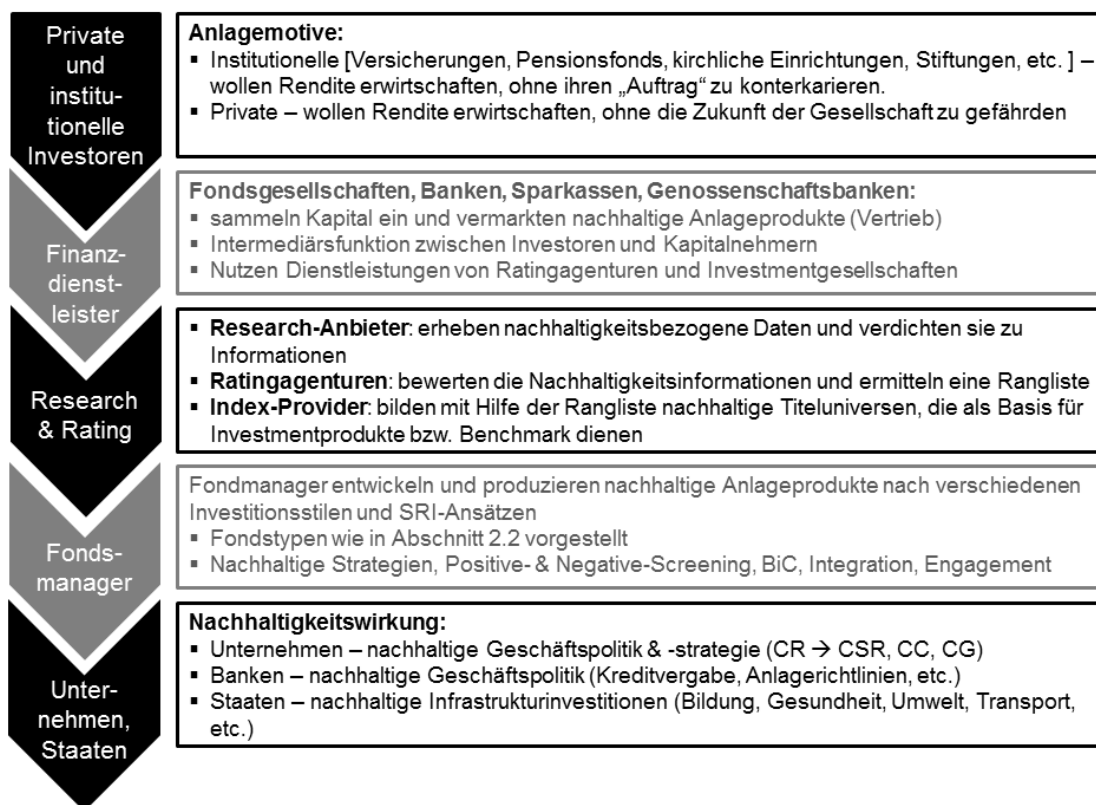 Private
und
institu-
tionelle
Investoren
Anlagemotive:
▪ Institutionelle [Versicherungen, Pensionsfonds, kirchliche Einrichtungen, Stiftungen, etc. ] –
wollen Rendite erwirtschaften, ohne ihren „Auftrag“ zu konterkarieren.
▪ Private – wollen Rendite erwirtschaften, ohne die Zukunft der Gesellschaft zu gefährden
Finanz-
dienst-
leister
Fondsgesellschaften, Banken, Sparkassen, Genossenschaftsbanken:
▪ sammeln Kapital ein und vermarkten nachhaltige Anlageprodukte (Vertrieb)
▪ Intermediärsfunktion zwischen Investoren und Kapitalnehmern
▪ Nutzen Dienstleistungen von Ratingagenturen und Investmentgesellschaften
Research
& Rating
▪ Research-Anbieter: erheben nachhaltigkeitsbezogene Daten und verdichten sie zu
Informationen
▪ Ratingagenturen: bewerten die Nachhaltigkeitsinformationen und ermitteln eine Rangliste
▪ Index-Provider: bilden mit Hilfe der Rangliste nachhaltige Titeluniversen, die als Basis für
Investmentprodukte bzw. Benchmark dienen
Fonds-
manager
Fondmanager entwickeln und produzieren nachhaltige Anlageprodukte nach verschiedenen
Investitionsstilen und SRI-Ansätzen
▪ Fondstypen wie in Abschnitt 2.2 vorgestellt
▪ Nachhaltige Strategien, Positive- & Negative-Screening, BiC, Integration, Engagement
Unter-
nehmen,
Staaten
Nachhaltigkeitswirkung:
▪ Unternehmen – nachhaltige Geschäftspolitik & -strategie (CR → CSR, CC, CG)
▪ Banken – nachhaltige Geschäftspolitik (Kreditvergabe, Anlagerichtlinien, etc.)
▪ Staaten – nachhaltige Infrastrukturinvestitionen (Bildung, Gesundheit, Umwelt, Transport,
etc.)